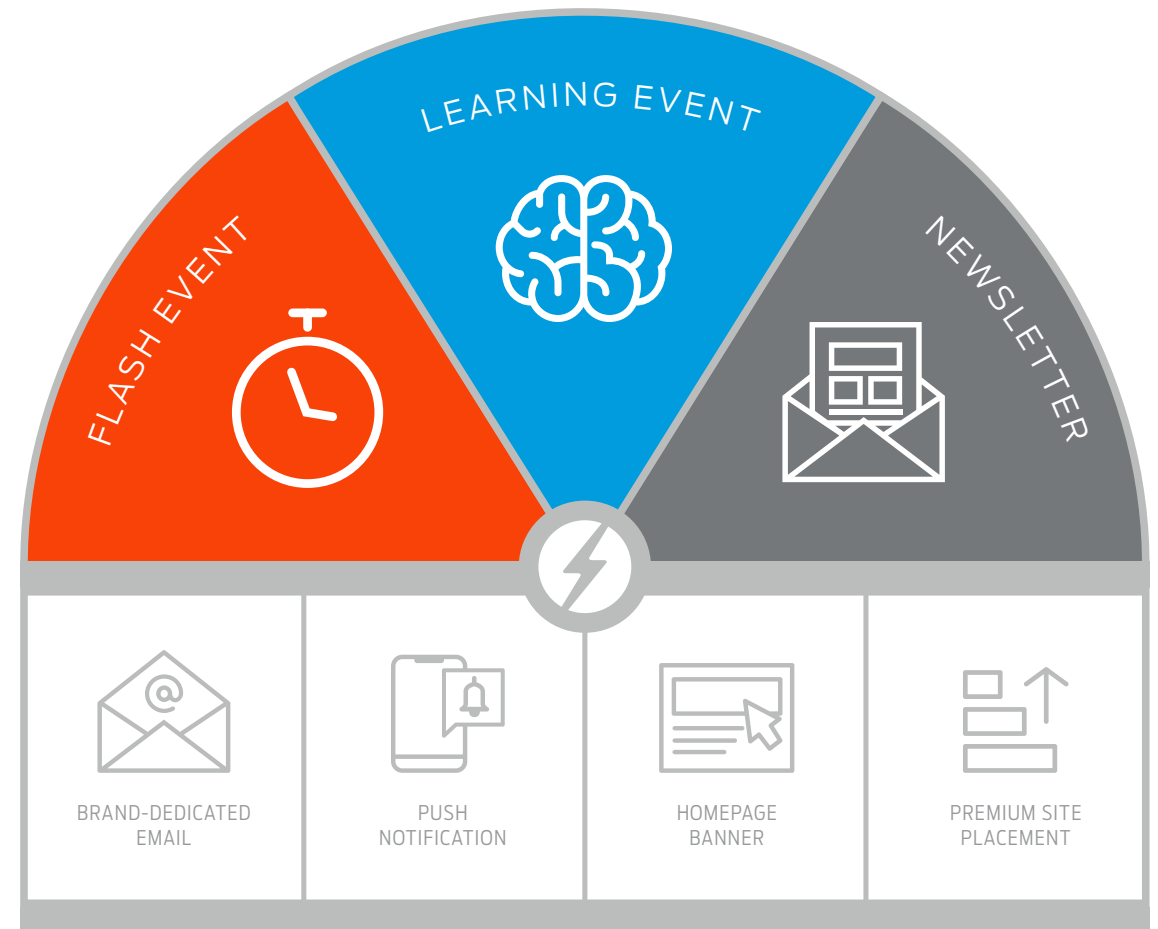 FLASH EVENT
LEARNING EVENT
NEWSLETTER
BRAND-DEDICATED
EMAIL
PUSH
NOTIFICATION
HOMEPAGE
BANNER
PREMIUM SITE
PLACEMENT